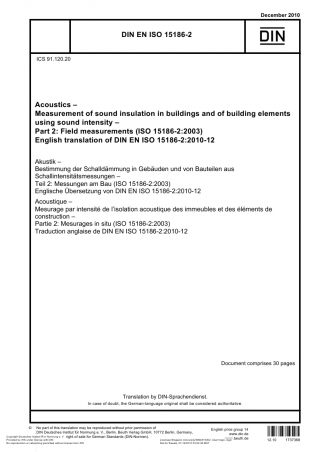 December 2010
DIN EN ISO 15186-2
DIN
ICS 91.120.20
Acoustics –
Measurement of sound insulation in buildings and of building elements
using sound intensity –
Part 2: Field measurements (ISO 15186-2:2003)
English translation of DIN EN ISO 15186-2:2010-12
Akustik –
Bestimmung der Schalldämmung in Gebäuden und von Bauteilen aus
Schallintensitätsmessungen –
Teil 2: Messungen am Bau (ISO 15186-2:2003)
Englische Übersetzung von DIN EN ISO 15186-2:2010-12
Acoustique –
Mesurage par intensité de l'isolation acoustique des immeubles et des éléments de
construction –
Partie 2: Mesurages in situ (ISO 15186-2:2003)
Traduction anglaise de DIN EN ISO 15186-2:2010-12
Document comprises 30 pages
Translation by DIN-Sprachendienst.
In case of doubt, the German-language original shall be considered authoritative.
© No part of this translation may be reproduced without prior permission of
DIN Deutsches Institut für Normung e. V., Berlin. Beuth Verlag GmbH, 10772 Berlin, Germany,
right of sale for German Standards (DIN-Normen).
English price group 14
www.din.de
www.beuth.de
12.10 1737369